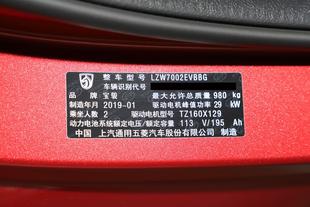 整车型号 LZW7002EVBBG
车辆识别代号
品牌 宝骏 最大允许总质量 980 kg
制造年月 2019-01 驱动电机峰值功率 29 kW
乘坐人数 2 驱动电机型号 TZ160X129
动力电池系统额定电压/额定容量 113 V/195 Ah
中国 上汽通用五菱汽车股份有限公司 制造